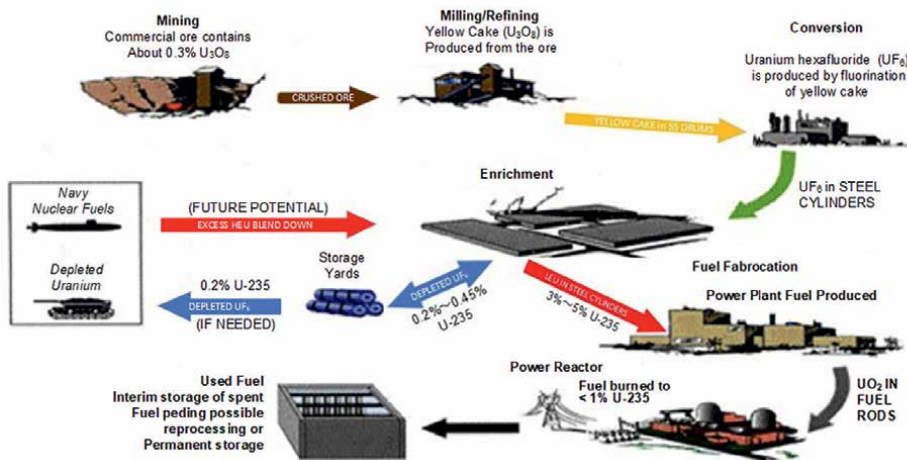 Mining
Commercial ore contains
About 0.3% U₃O₈
Milling/Refining
Yellow Cake (U₃O₈) is
Produced from the ore
Conversion
Uranium hexafluoride (UF₆)
is produced by fluorination
of yellow cake
CRUSHED ORE
YELLOW CAKE in 55 DRUMS
UF₆ in STEEL
CYLINDERS
Enrichment
Navy
Nuclear Fuels
(FUTURE POTENTIAL)
EXCESS HEU BLEND DOWN
Depleted
Uranium
0.2% U-235
DEPLETED UF₆
(IF NEEDED)
Storage
Yards
DEPLETED UF₆
0.2%~0.45%
U-235
LEU IN STEEL CYLINDERS
3%~5% U-235
Fuel Fabrocation
Power Plant Fuel Produced
UO₂ IN
FUEL
RODS
Power Reactor
Fuel burned to
< 1% U-235
Used Fuel
Interim storage of spent
Fuel peding possible
reprocessing or
Permanent storage